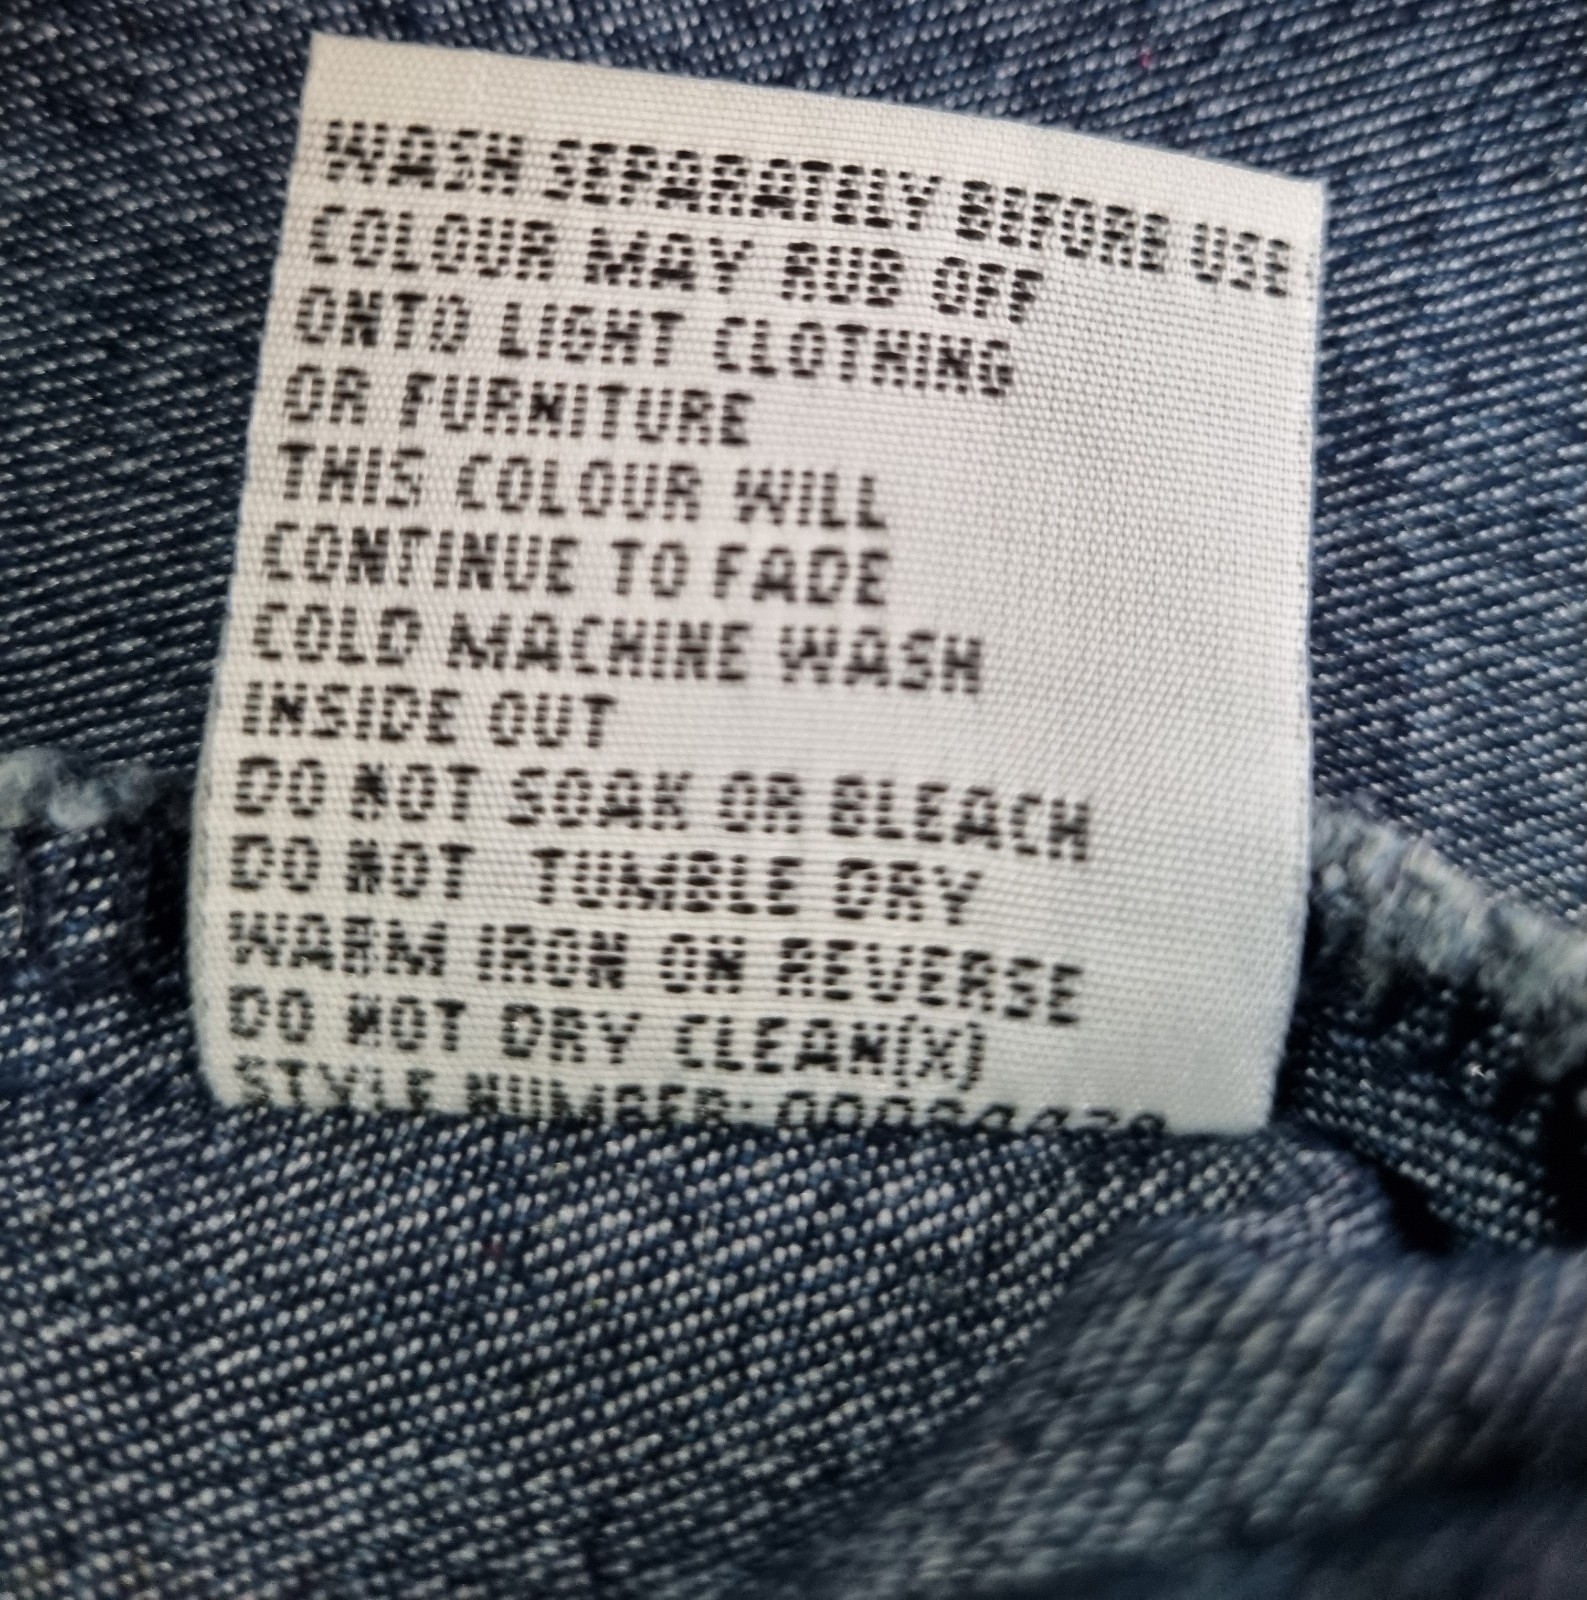 WASH SEPARATELY BEFORE USE
COLOUR MAY RUB OFF
ONTO LIGHT CLOTHING
OR FURNITURE
THIS COLOUR WILL
CONTINUE TO FADE
COLD MACHINE WASH
INSIDE OUT
DO NOT SOAK OR BLEACH
DO NOT TUMBLE DRY
WARM IRON ON REVERSE
DO NOT DRY CLEAN(X)
STYLE NUMBER: